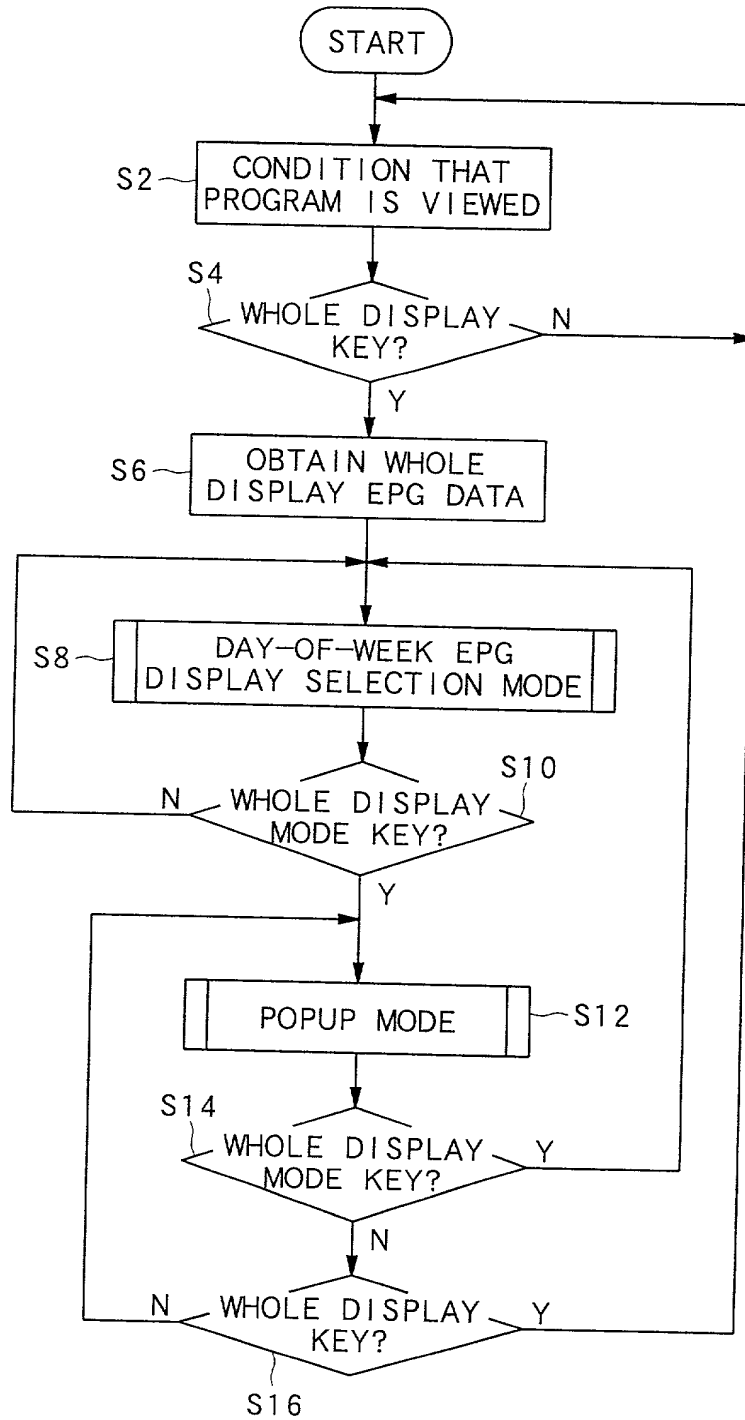 START
S2
CONDITION THAT
PROGRAM IS VIEWED
S4
WHOLE DISPLAY
KEY?
N
Y
S6
OBTAIN WHOLE
DISPLAY EPG DATA
S8
DAY-OF-WEEK EPG
DISPLAY SELECTION MODE
S10
N
WHOLE DISPLAY
MODE KEY?
Y
POPUP MODE
S12
S14
WHOLE DISPLAY
MODE KEY?
Y
N
N
WHOLE DISPLAY
KEY?
Y
S16